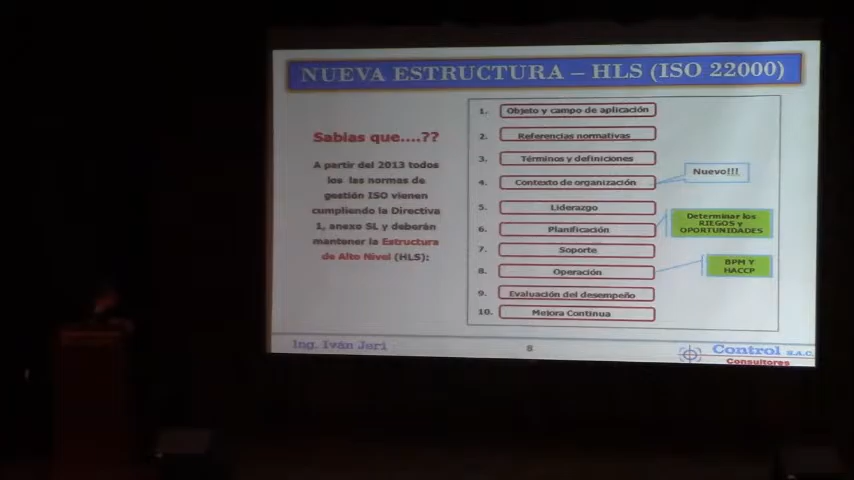 NUEVA ESTRUCTURA – HLS (ISO 22000)
Sabias que....??
A partir del 2013 todos
los las normas de
gestión ISO vienen
cumpliendo la Directiva
1, anexo SL y deberán
mantener la Estructura
de Alto Nivel (HLS):
1. Objeto y campo de aplicación
2. Referencias normativas
3. Términos y definiciones
4. Contexto de organización
Nuevo!!!
5. Liderazgo
6. Planificación
Determinar los
RIEGOS y
OPORTUNIDADES
7. Soporte
8. Operación
BPM Y
HACCP
9. Evaluación del desempeño
10. Mejora Continua
Ing. Iván Jerí
8
Control S.A.C.
Consultores